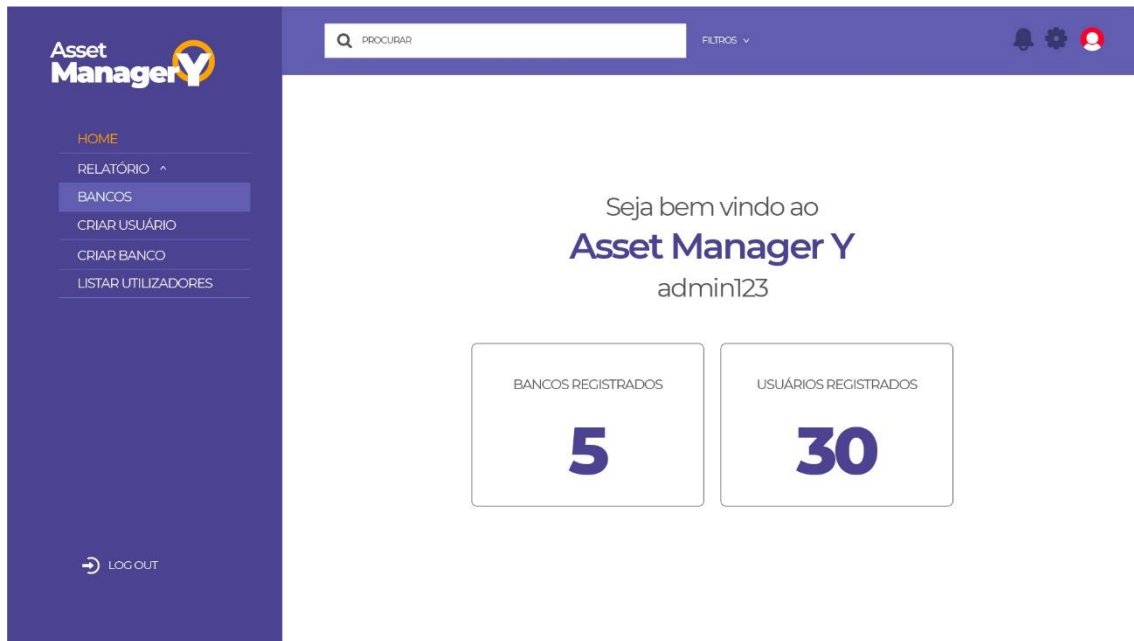 Asset
ManagerY
PROCURAR
FILTROS
HOME
RELATÓRIO
BANCOS
CRIAR USUÁRIO
CRIAR BANCO
LISTAR UTILIZADORES
LOG OUT
Seja bem vindo ao
Asset Manager Y
admin123
BANCOS REGISTRADOS
5
USUÁRIOS REGISTRADOS
30